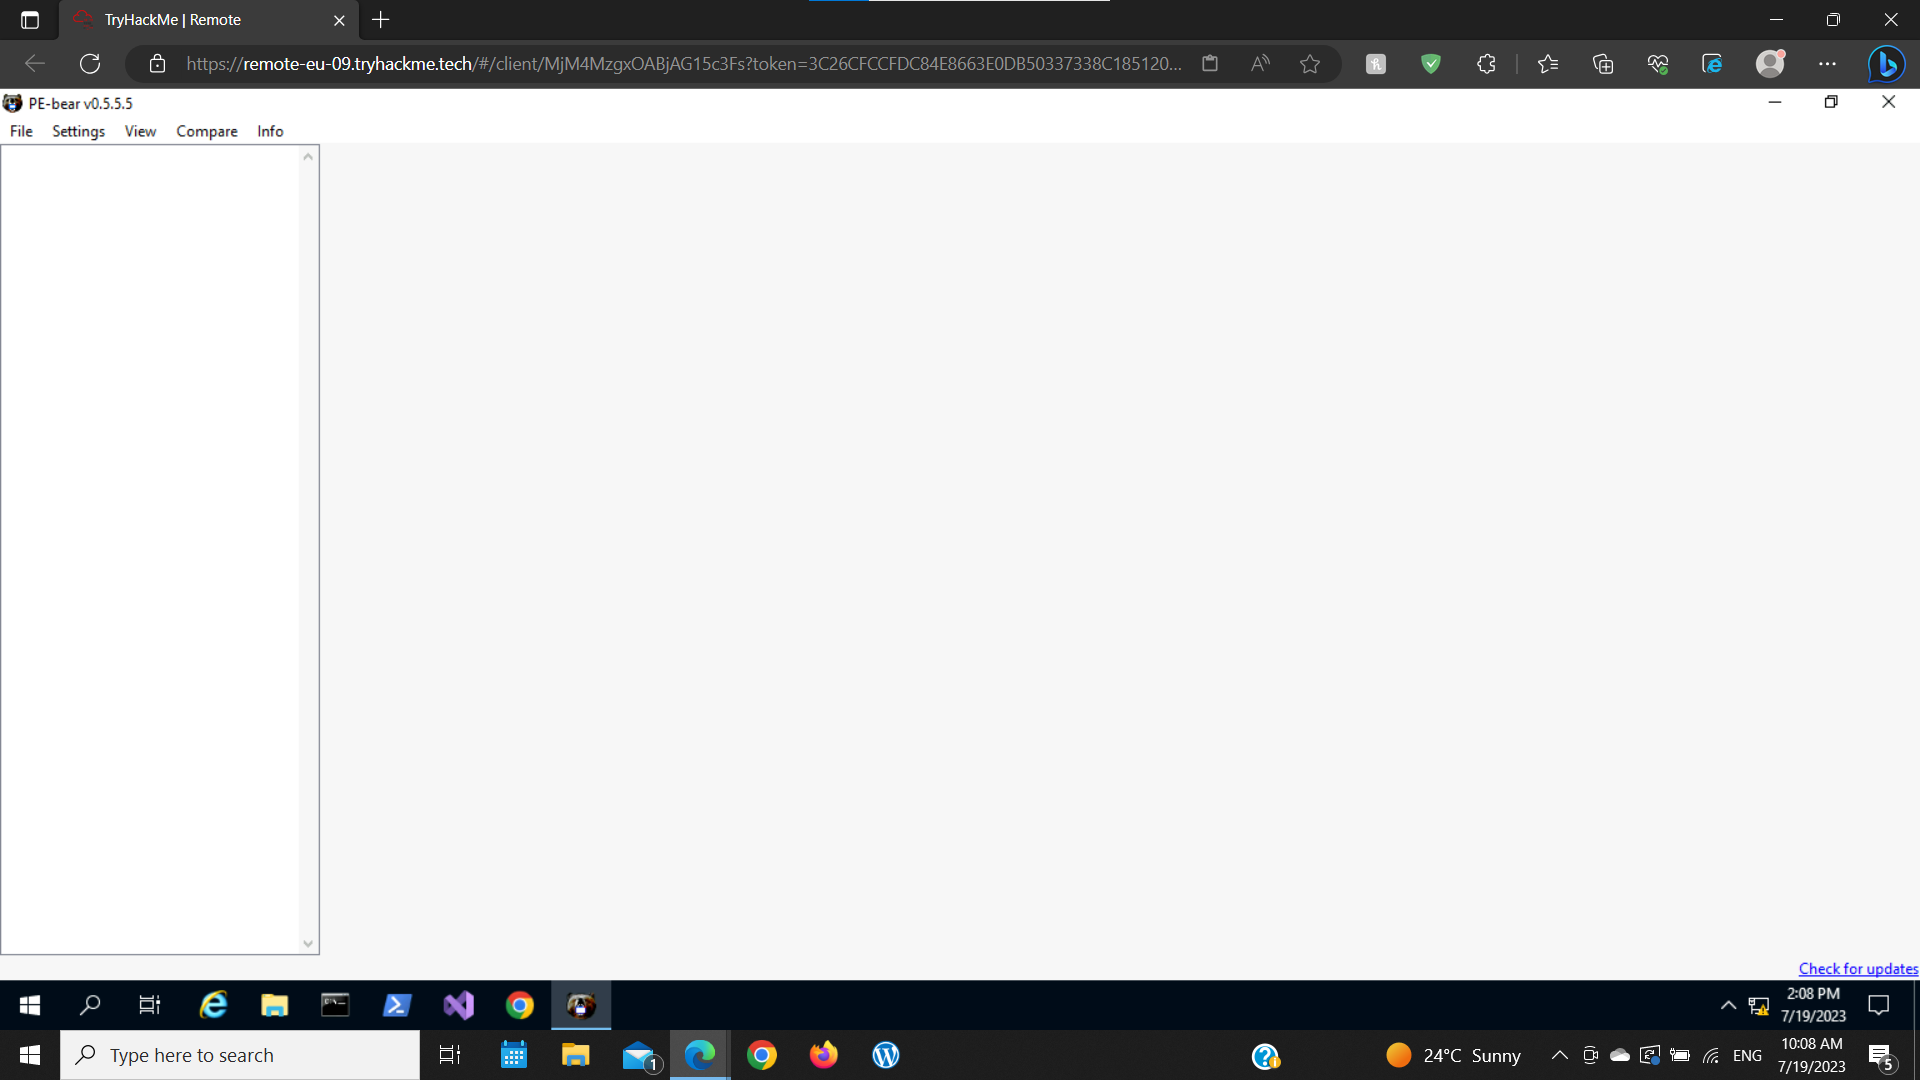 TryHackMe | Remote
https://remote-eu-09.tryhackme.tech/#/client/MjM4MzgxOABjAG15c3Fs?token=3C26CFCCFDC84E8663E0DB50337338C185120...
PE-bear v0.5.5.5
File Settings View Compare Info
Check for updates
2:08 PM
7/19/2023
Type here to search
1
24°C Sunny
ENG
10:08 AM
7/19/2023
5